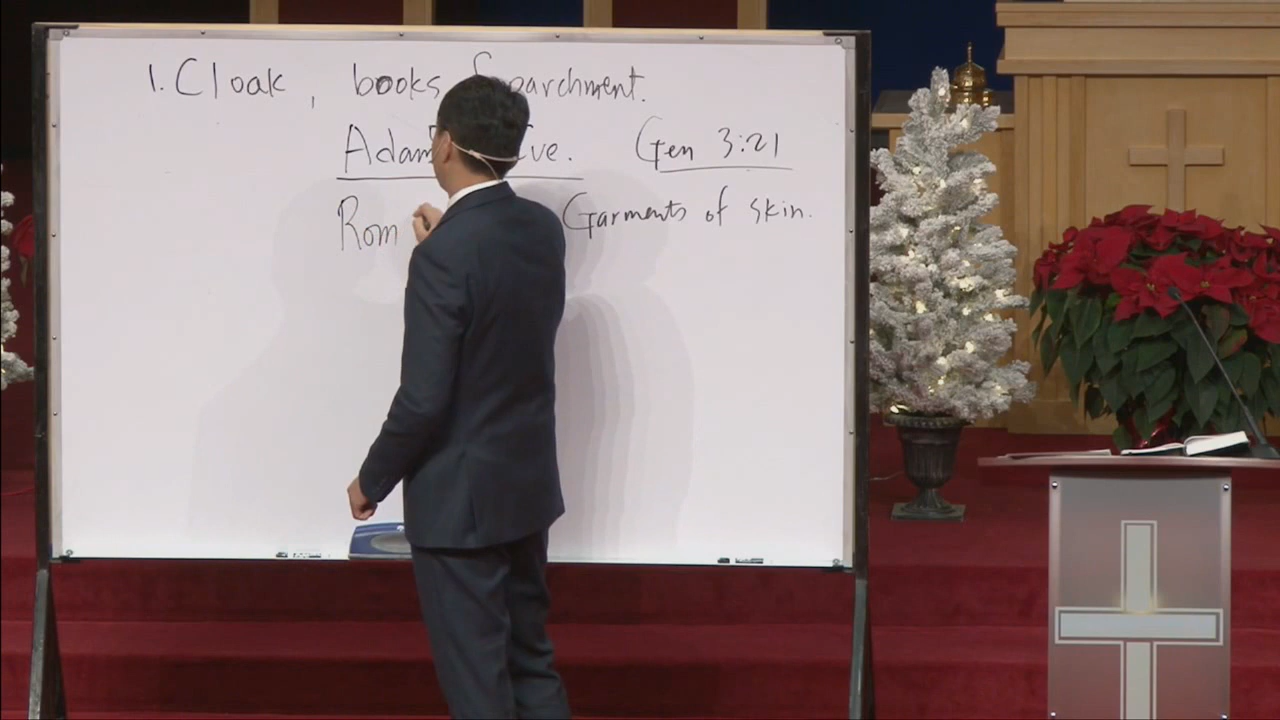 1. Cloak, books parchment.
Adam Eve. Gen 3:21
Rom Garments of skin.